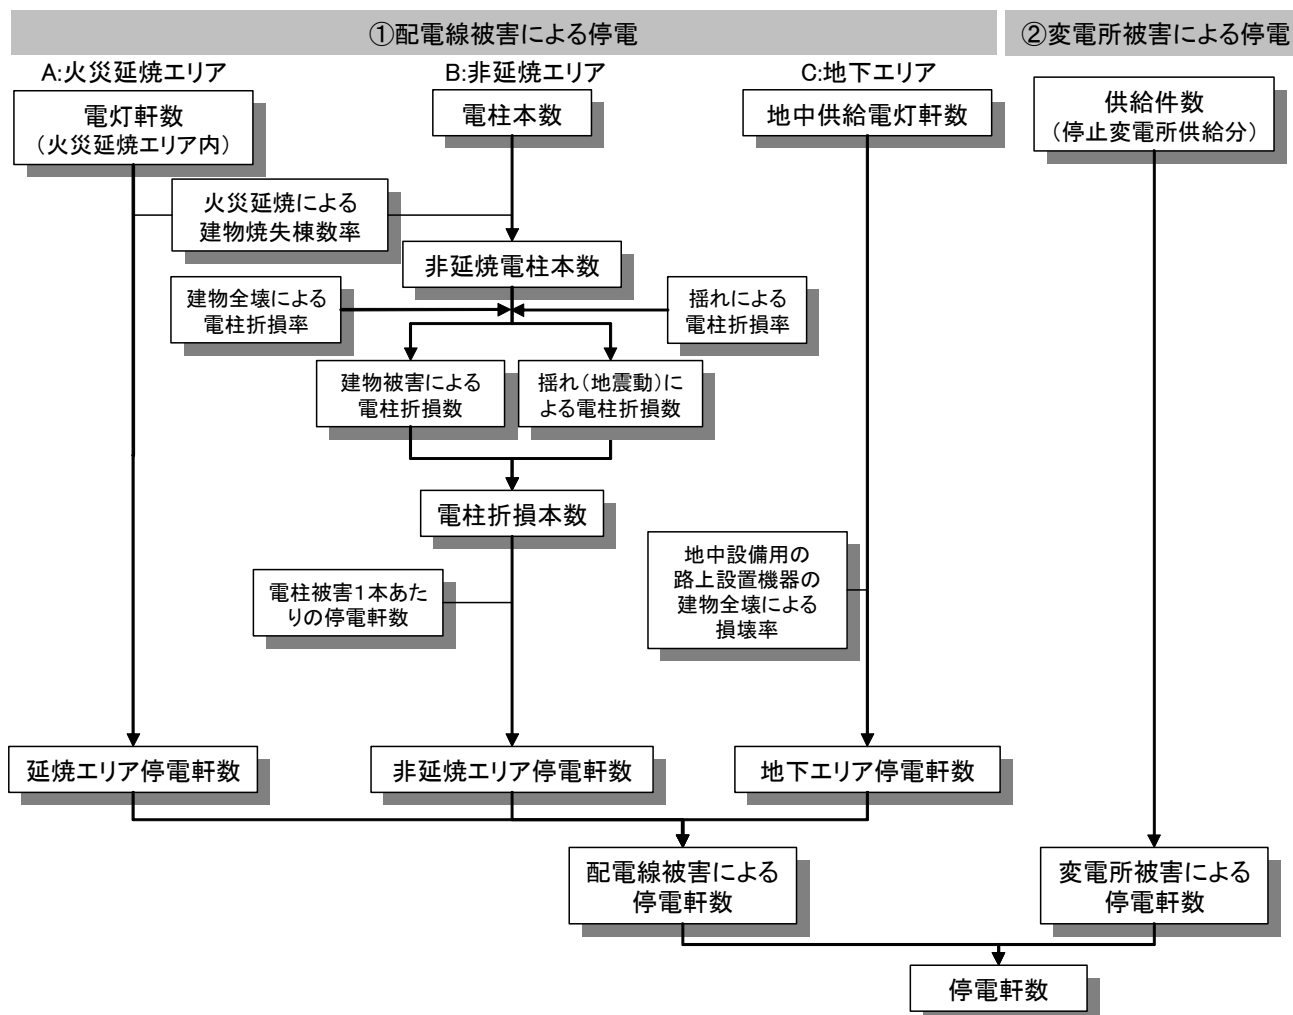 ①配電線被害による停電
②変電所被害による停電
A:火災延焼エリア
B:非延焼エリア
C:地下エリア
電灯軒数
（火災延焼エリア内）
電柱本数
地中供給電灯軒数
供給件数
（停止変電所供給分）
火災延焼による
建物焼失棟数率
非延焼電柱本数
建物全壊による
電柱折損率
揺れによる
電柱折損率
建物被害による
電柱折損数
揺れ（地震動）に
よる電柱折損数
電柱折損本数
電柱被害１本あた
りの停電軒数
地中設備用の
路上設置機器の
建物全壊による
損壊率
延焼エリア停電軒数
非延焼エリア停電軒数
地下エリア停電軒数
配電線被害による
停電軒数
変電所被害による
停電軒数
停電軒数